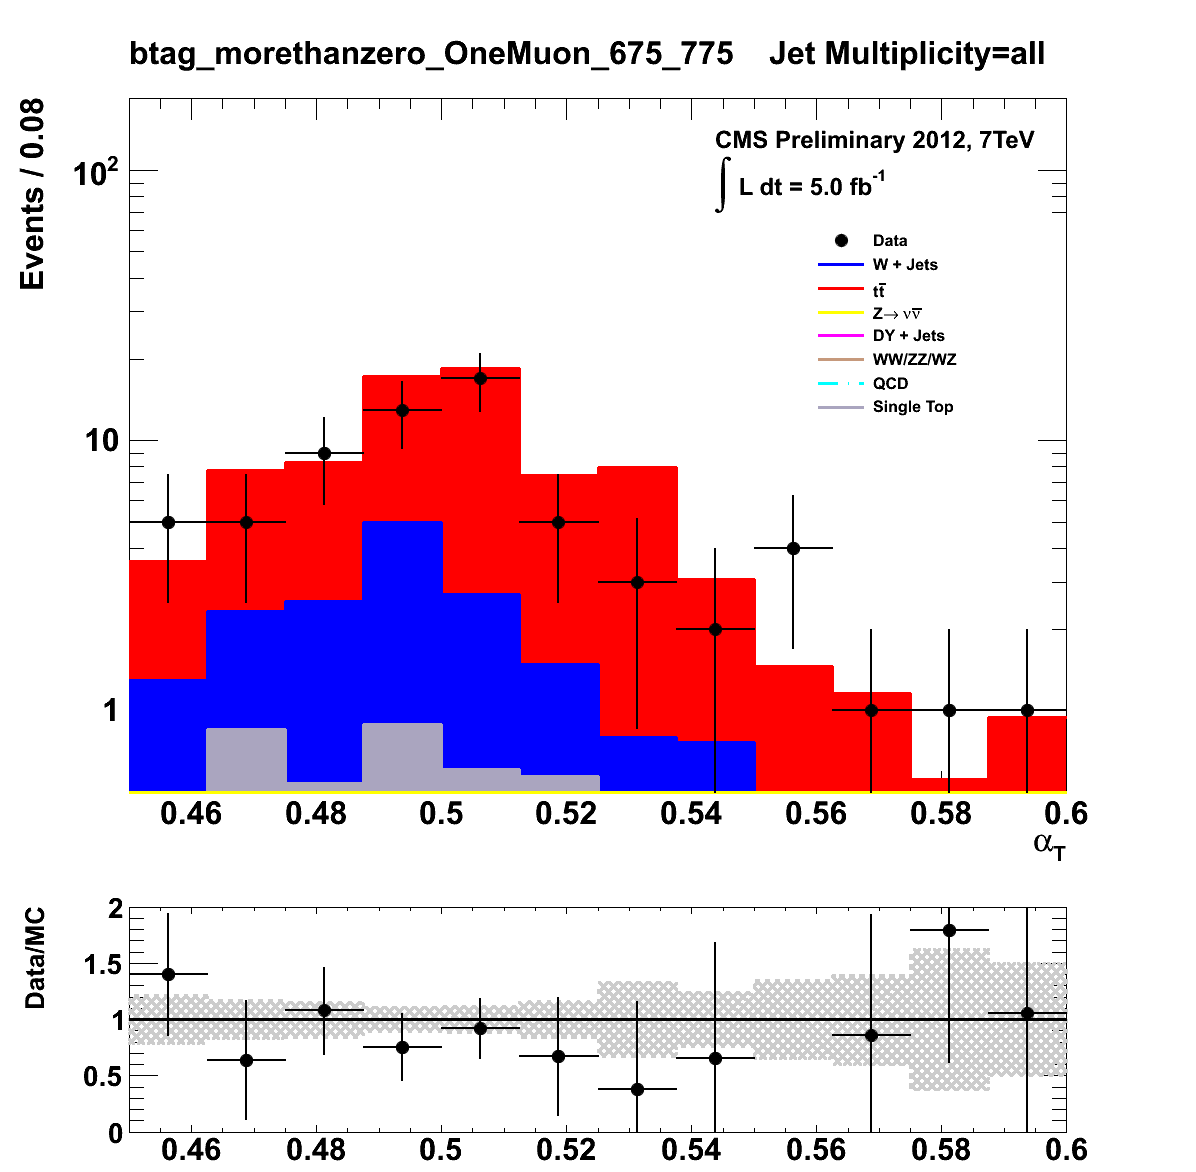 btag_morethanzero_OneMuon_675_775 Jet Multiplicity=all
Events / 0.08
10²
10
1
CMS Preliminary 2012, 7TeV
∫ L dt = 5.0 fb⁻¹
Data
W + Jets
tt̅
Z→ νν̅
DY + Jets
WW/ZZ/WZ
QCD
Single Top
0.46 0.48 0.5 0.52 0.54 0.56 0.58 0.6
α_T
Data/MC
2
1.5
1
0.5
0
0.46 0.48 0.5 0.52 0.54 0.56 0.58 0.6